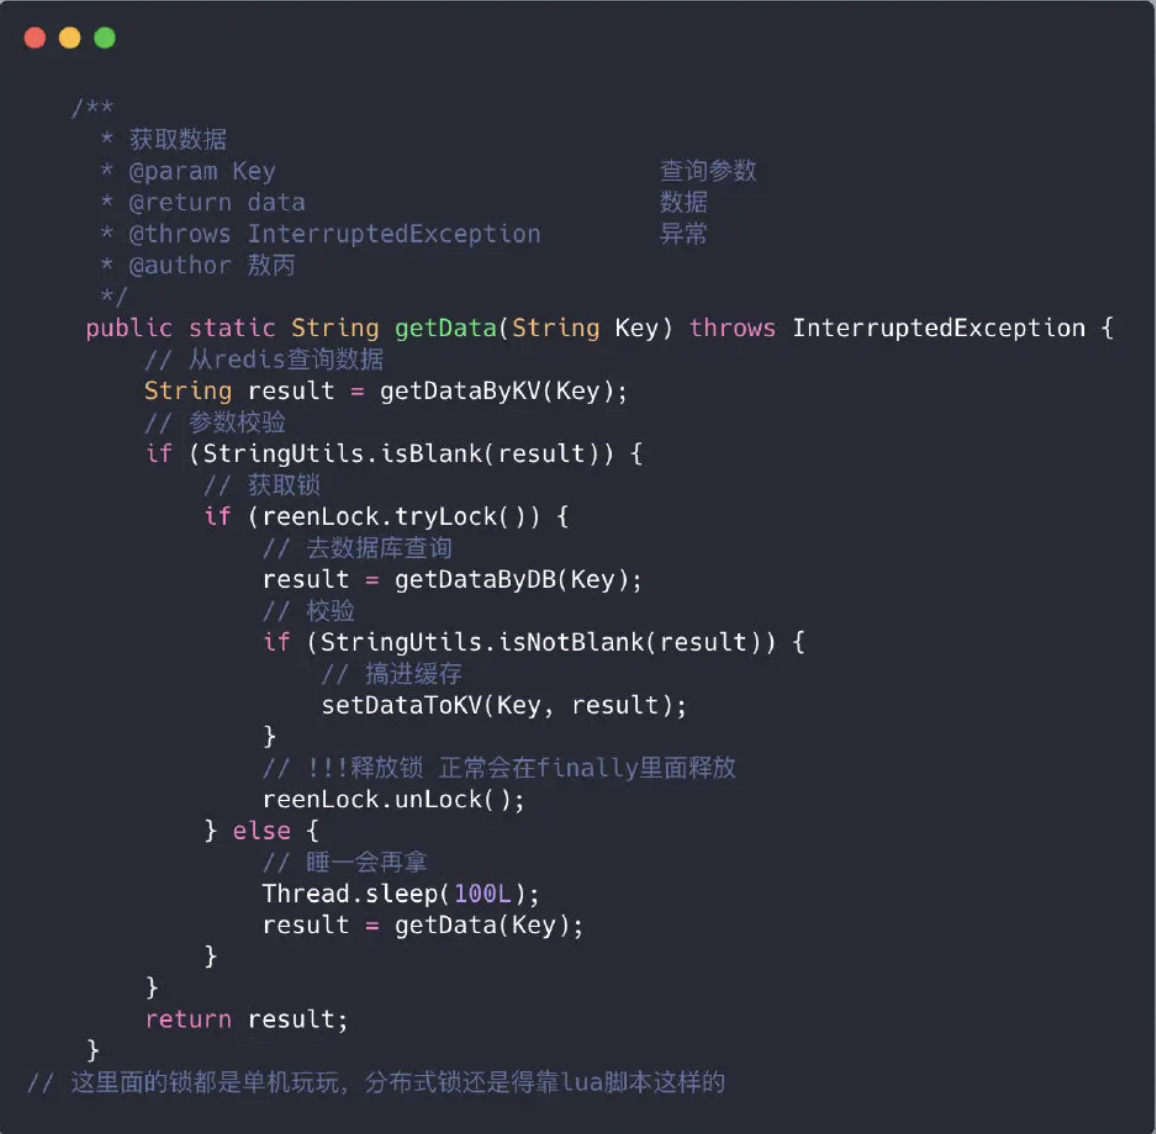 /**
* 获取数据
* @param Key 查询参数
* @return data 数据
* @throws InterruptedException 异常
* @author 敖丙
*/
public static String getData(String Key) throws InterruptedException {
// 从redis查询数据
String result = getDataByKV(Key);
// 参数校验
if (StringUtils.isBlank(result)) {
// 获取锁
if (reenLock.tryLock()) {
// 去数据库查询
result = getDataByDB(Key);
// 校验
if (StringUtils.isNotBlank(result)) {
// 搞进缓存
setDataToKV(Key, result);
}
// !!!释放锁 正常会在finally里面释放
reenLock.unLock();
} else {
// 睡一会再拿
Thread.sleep(100L);
result = getData(Key);
}
}
return result;
}
// 这里面的锁都是单机玩玩，分布式锁还是得靠lua脚本这样的